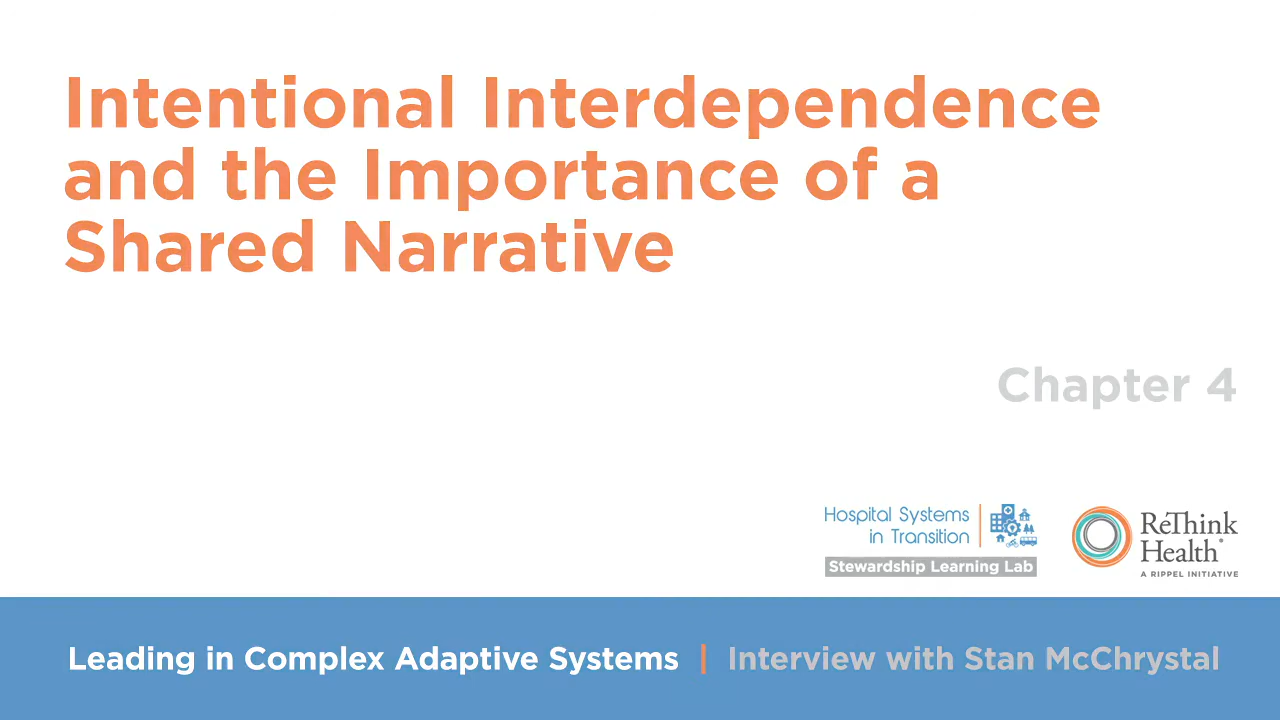 Intentional Interdependence
and the Importance of a
Shared Narrative
Chapter 4
Hospital Systems
in Transition
Stewardship Learning Lab
ReThink
Health®
A RIPPEL INITIATIVE
Leading in Complex Adaptive Systems | Interview with Stan McChrystal